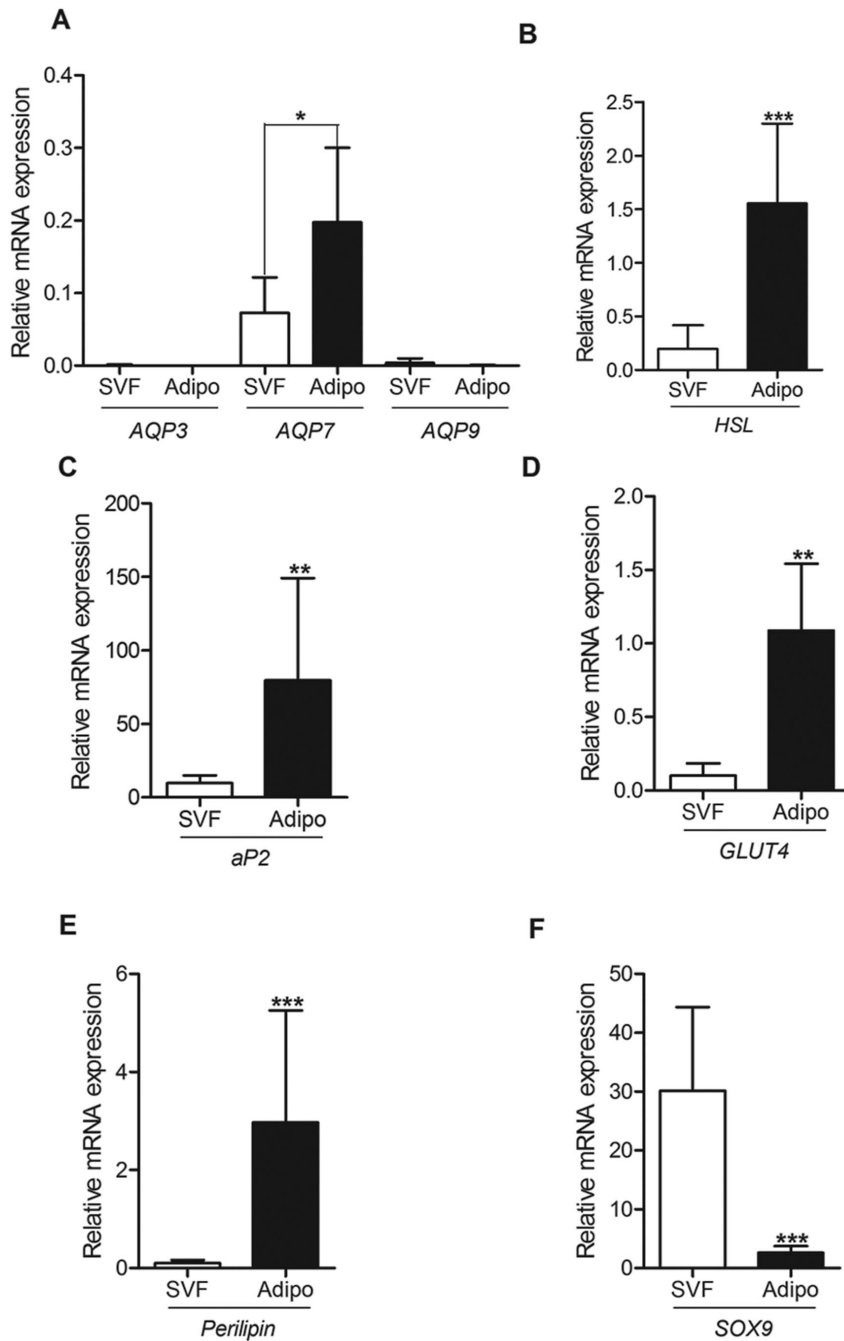 A
Relative mRNA expression
0.4
0.3
0.2
0.1
0.0
*
SVF Adipo SVF Adipo SVF Adipo
AQP3 AQP7 AQP9
B
Relative mRNA expression
2.5
2.0
1.5
1.0
0.5
0.0
***
SVF Adipo
HSL
C
Relative mRNA expression
200
150
100
50
0
**
SVF Adipo
aP2
D
Relative mRNA expression
2.0
1.5
1.0
0.5
0.0
**
SVF Adipo
GLUT4
E
Relative mRNA expression
6
4
2
0
***
SVF Adipo
Perilipin
F
Relative mRNA expression
50
40
30
20
10
0
***
SVF Adipo
SOX9